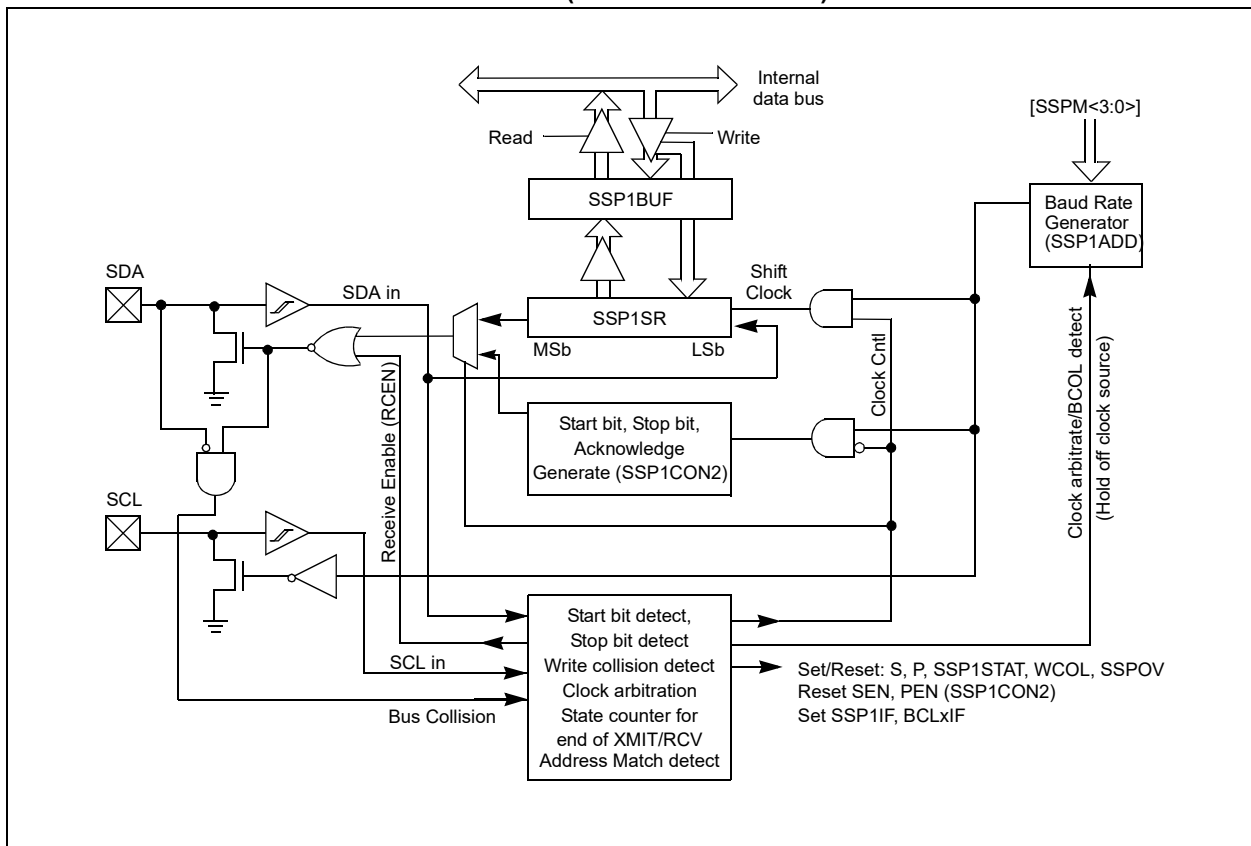 Internal
data bus
[SSPM<3:0>]
Read
Write
SSP1BUF
Baud Rate
Generator
(SSP1ADD)
SDA
SDA in
Shift
Clock
SSP1SR
MSb
LSb
Receive Enable (RCEN)
Start bit, Stop bit,
Acknowledge
Generate (SSP1CON2)
Clock Cntl
Clock arbitrate/BCOL detect
(Hold off clock source)
SCL
SCL in
Bus Collision
Start bit detect,
Stop bit detect
Write collision detect
Clock arbitration
State counter for
end of XMIT/RCV
Address Match detect
Set/Reset: S, P, SSP1STAT, WCOL, SSPOV
Reset SEN, PEN (SSP1CON2)
Set SSP1IF, BCLxIF